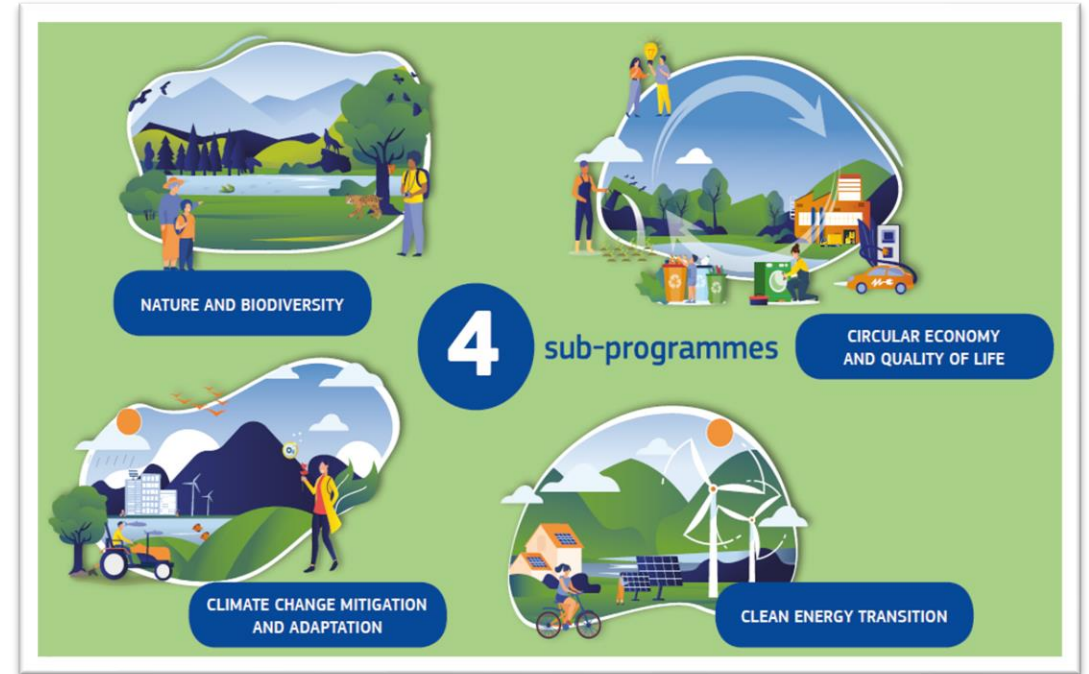 NATURE AND BIODIVERSITY
4
sub-programmes
CIRCULAR ECONOMY
AND QUALITY OF LIFE
CLIMATE CHANGE MITIGATION
AND ADAPTATION
CLEAN ENERGY TRANSITION